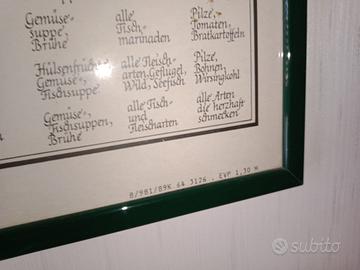 Gemüse- alle Pilze,
suppe, Fisch- Tomaten,
Brühe marinaden Bratkartoffeln
Hülsenfrüchte alle Fleisch- Pilze,
Gemüse- arten, Geflügel, Bohnen,
Fischsuppe Wild, Seefisch Wirsingkohl
Gemüse-, alle Fisch- alle Arten
Fischsuppen, und die herzhaft
Brühe Fleischarten schmecken
8/981/89K 64 3126 . EVP 1,30 M
subito